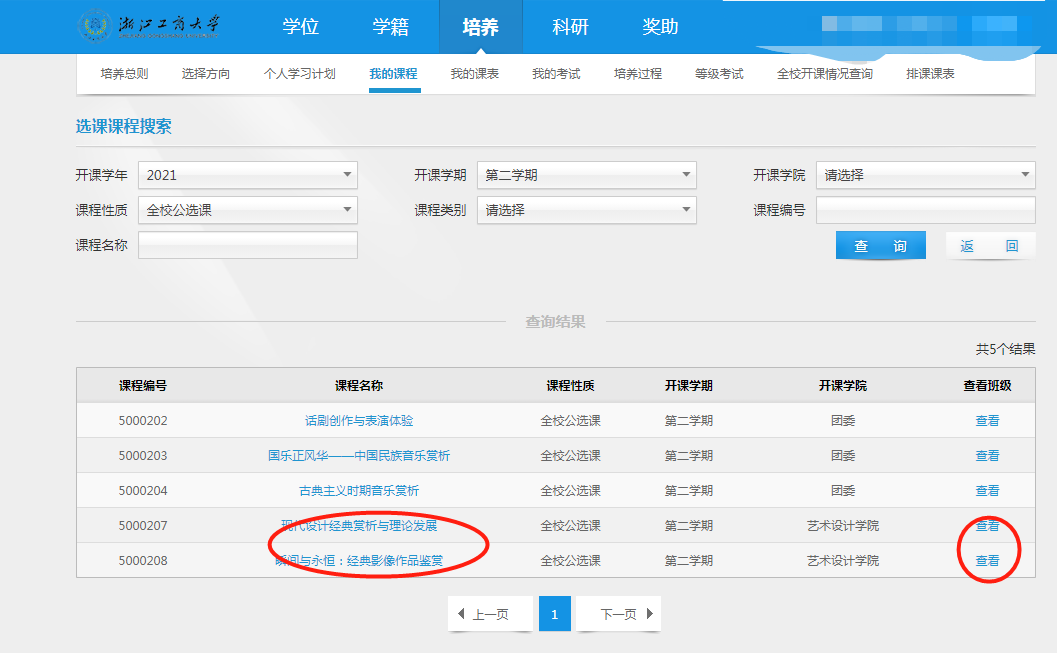 浙江工商大学 学位 学籍 培养 科研 奖助
培养总则 选择方向 个人学习计划 我的课程 我的课表 我的考试 培养过程 等级考试 全校开课情况查询 排课课表
选课课程搜索
开课学年 2021 开课学期 第二学期 开课学院 请选择
课程性质 全校公选课 课程类别 请选择 课程编号
课程名称 查 询 返 回
查询结果
共5个结果
课程编号 课程名称 课程性质 开课学期 开课学院 查看班级
5000202 话剧创作与表演体验 全校公选课 第二学期 团委 查看
5000203 国乐正风华——中国民族音乐赏析 全校公选课 第二学期 团委 查看
5000204 古典主义时期音乐赏析 全校公选课 第二学期 团委 查看
5000207 现代设计经典赏析与理论发展 全校公选课 第二学期 艺术设计学院 查看
5000208 瞬间与永恒：经典影像作品鉴赏 全校公选课 第二学期 艺术设计学院 查看
上一页 1 下一页